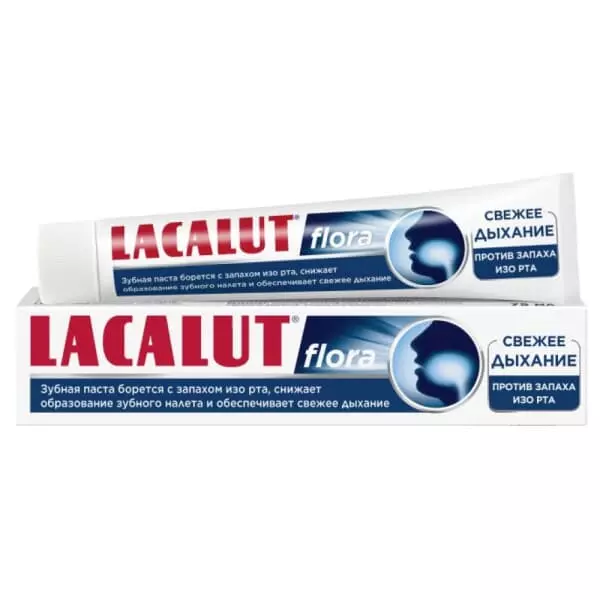 LACALUT® flora
Зубная паста борется с запахом изо рта, снижает
образование зубного налета и обеспечивает свежее дыхание
СВЕЖЕЕ
ДЫХАНИЕ
ПРОТИВ ЗАПАХА
ИЗО РТА
LACALUT® flora
Зубная паста борется с запахом изо рта, снижает
образование зубного налета и обеспечивает свежее дыхание
СВЕЖЕЕ
ДЫХАНИЕ
ПРОТИВ ЗАПАХА
ИЗО РТА